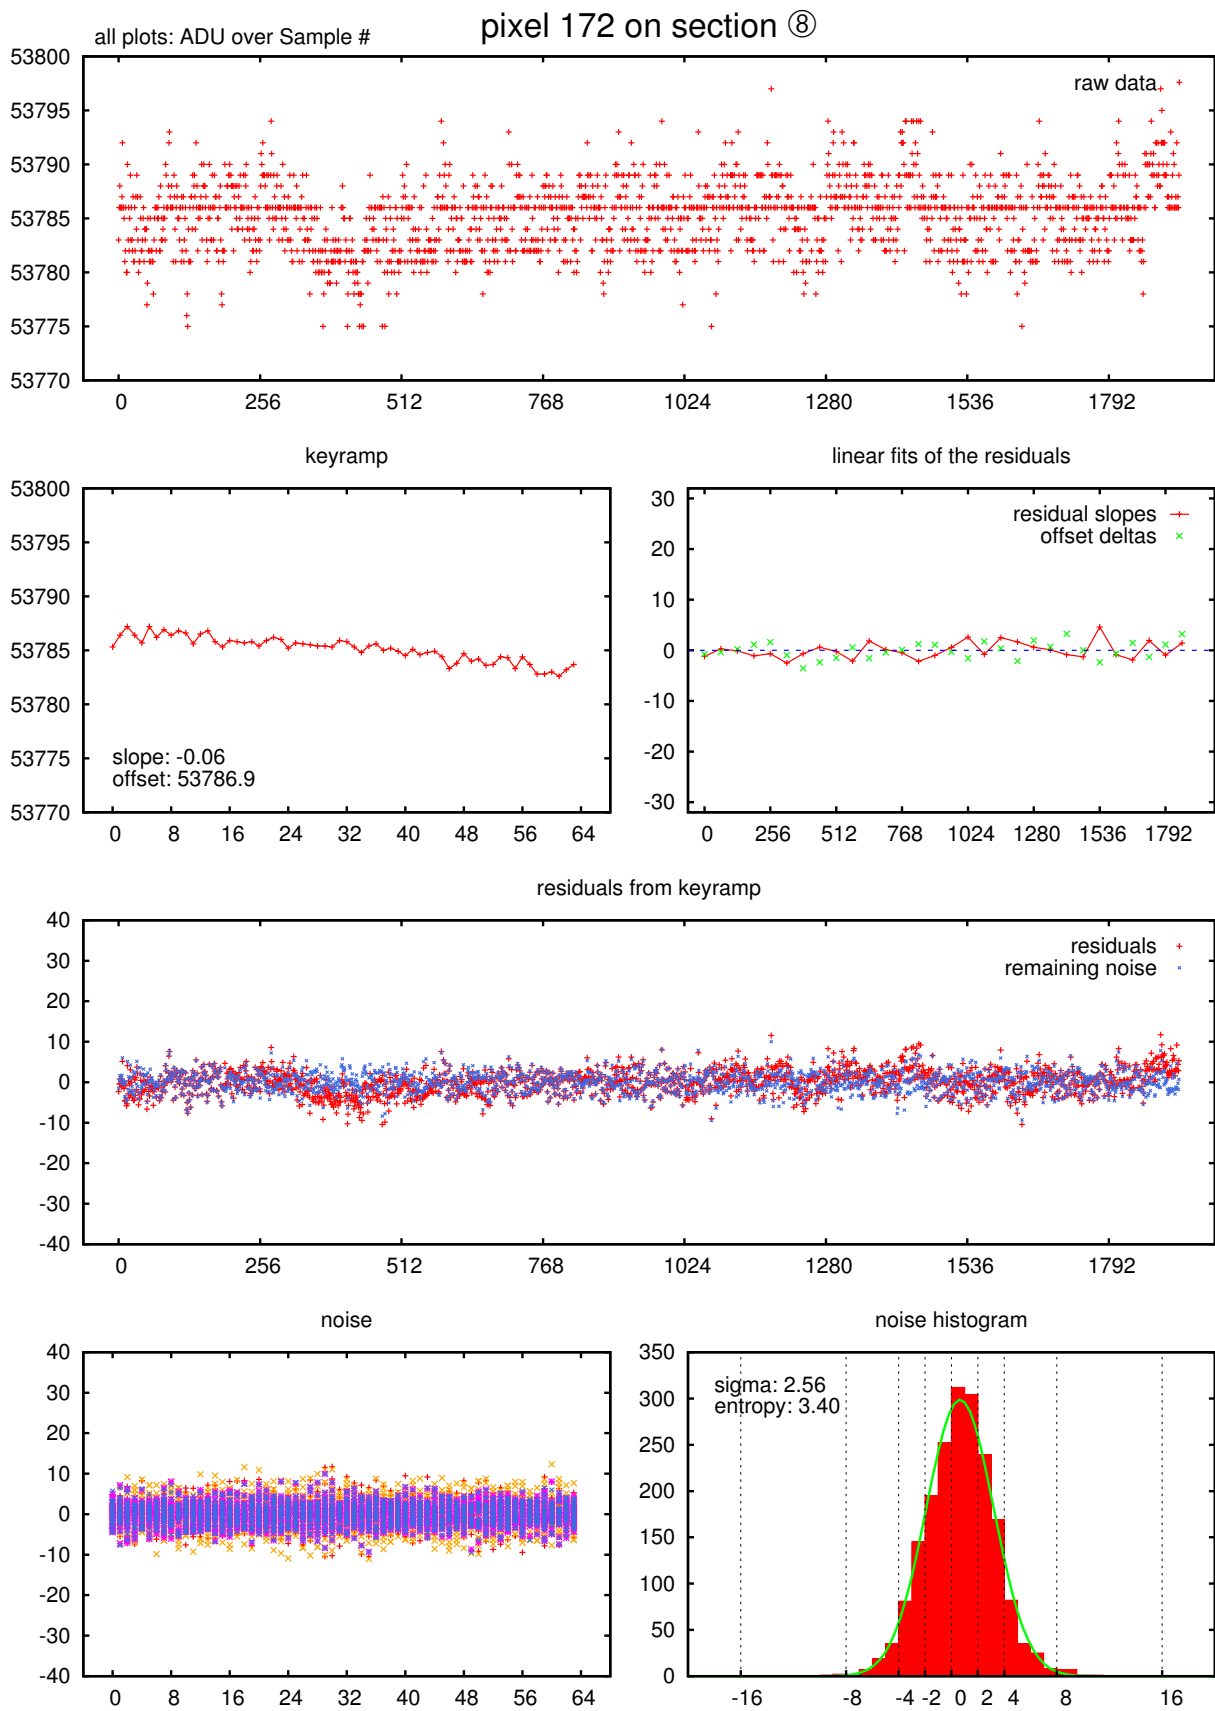 pixel 172 on section ⑧
all plots: ADU over Sample #
53800
53795
53790
53785
53780
53775
53770
raw data
0 256 512 768 1024 1280 1536 1792
keyramp
53800
53795
53790
53785
53780
53775
53770
slope: -0.06
offset: 53786.9
0 8 16 24 32 40 48 56 64
linear fits of the residuals
30
20
10
0
-10
-20
-30
residual slopes
offset deltas
0 256 512 768 1024 1280 1536 1792
residuals from keyramp
40
30
20
10
0
-10
-20
-30
-40
residuals
remaining noise
0 256 512 768 1024 1280 1536 1792
noise
40
30
20
10
0
-10
-20
-30
-40
0 8 16 24 32 40 48 56 64
noise histogram
350
300
250
200
150
100
50
0
sigma: 2.56
entropy: 3.40
-16 -8 -4 -2 0 2 4 8 16